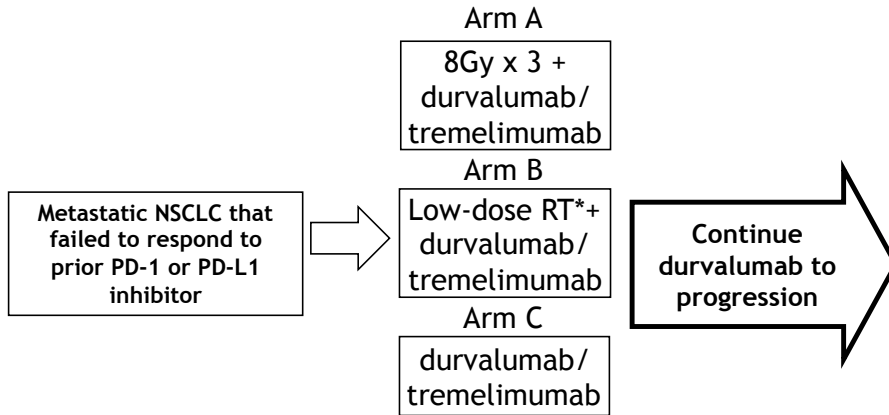 Arm A
8Gy x 3 +
durvalumab/
tremelimumab
Arm B
Metastatic NSCLC that
failed to respond to
prior PD-1 or PD-L1
inhibitor
Low-dose RT*+
durvalumab/
tremelimumab
Continue
durvalumab to
progression
Arm C
durvalumab/
tremelimumab